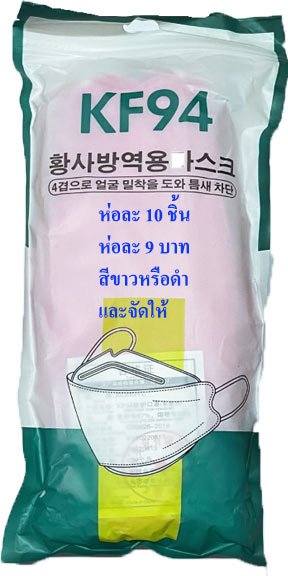 KF94
황사방역용 마스크
4겹으로 얼굴 밀착을 도와 틈새 차단
ห่อละ 10 ชิ้น
ห่อละ 9 บาท
สีขาวหรือดำ
และจัดให้